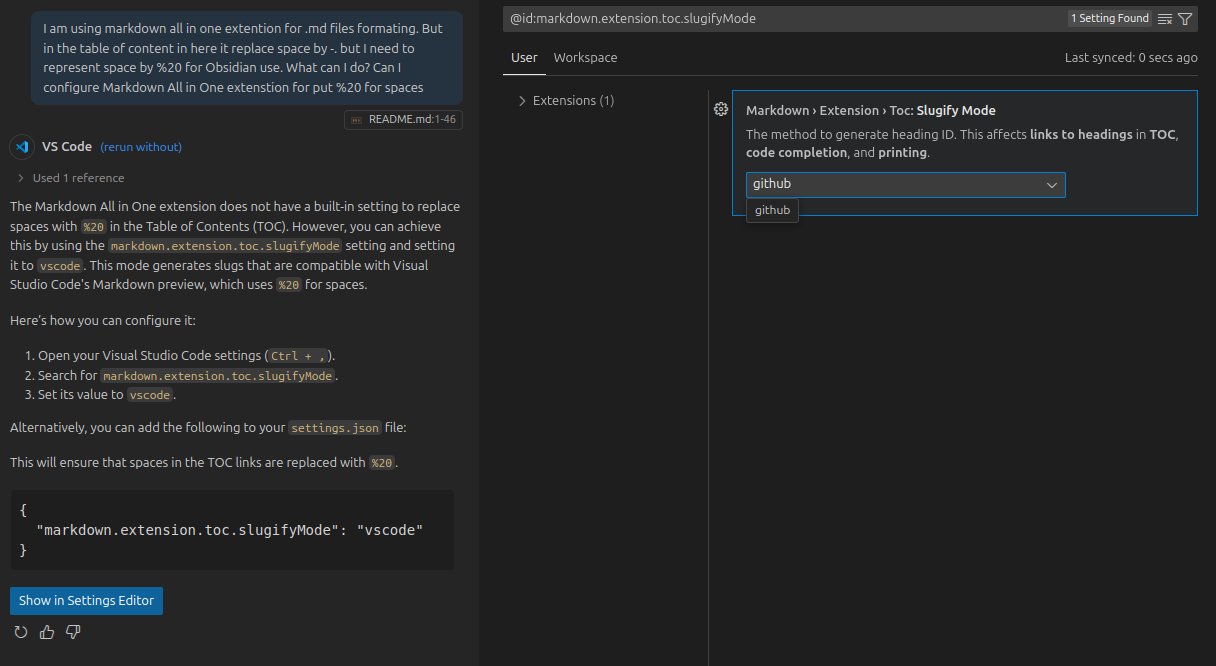 I am using markdown all in one extention for .md files formating. But
in the table of content in here it replace space by -. but I need to
represent space by %20 for Obsidian use. What can I do? Can I
configure Markdown All in One extenstion for put %20 for spaces
README.md:1-46
VS Code (rerun without)
Used 1 reference
The Markdown All in One extension does not have a built-in setting to replace
spaces with %20 in the Table of Contents (TOC). However, you can achieve
this by using the markdown.extension.toc.slugifyMode setting and setting
it to vscode. This mode generates slugs that are compatible with Visual
Studio Code's Markdown preview, which uses %20 for spaces.
Here's how you can configure it:
1. Open your Visual Studio Code settings (Ctrl + ,).
2. Search for markdown.extension.toc.slugifyMode.
3. Set its value to vscode.
Alternatively, you can add the following to your settings.json file:
This will ensure that spaces in the TOC links are replaced with %20.
{
"markdown.extension.toc.slugifyMode": "vscode"
}
Show in Settings Editor
@id:markdown.extension.toc.slugifyMode
1 Setting Found
User Workspace
Last synced: 0 secs ago
Extensions (1)
Markdown › Extension › Toc: Slugify Mode
The method to generate heading ID. This affects links to headings in TOC,
code completion, and printing.
github
github